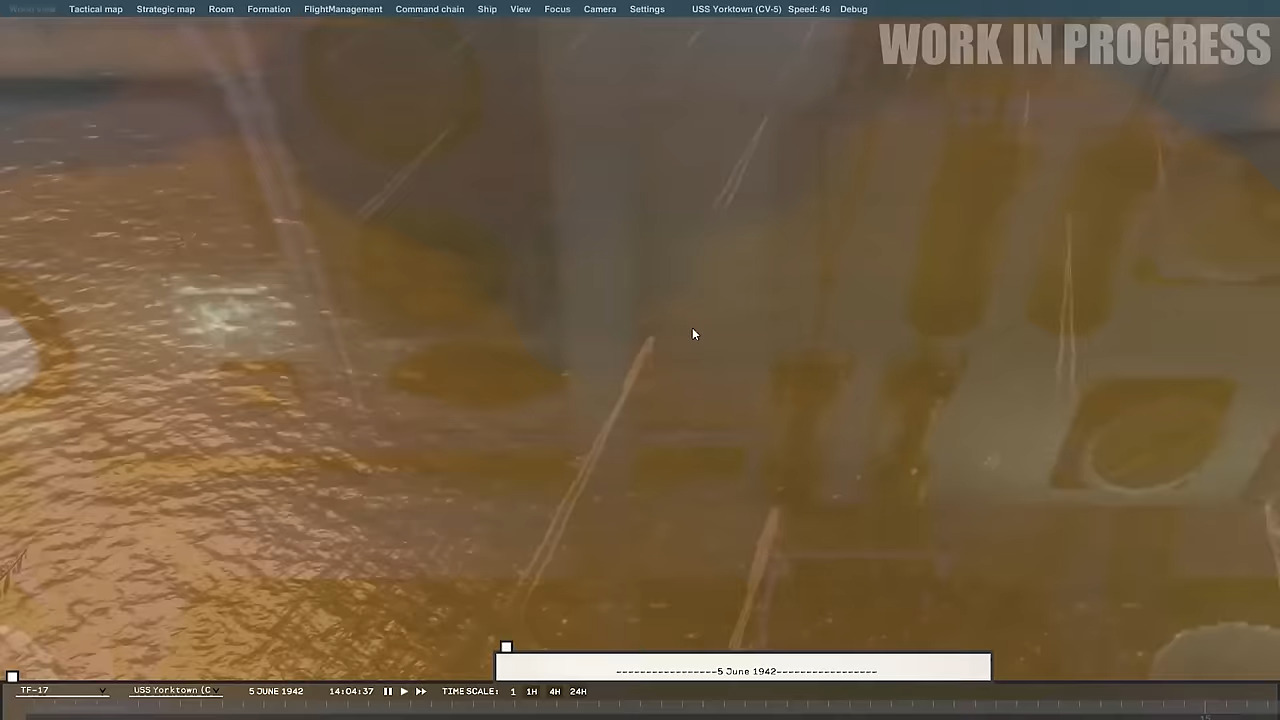 World view Tactical map Strategic map Room Formation FlightManagement Command chain Ship View Focus Camera Settings USS Yorktown (CV-5) Speed: 46 Debug
WORK IN PROGRESS
------------------5 June 1942------------------
TF-17 USS Yorktown (C 5 JUNE 1942 14:04:37 TIME SCALE: 1 1H 4H 24H